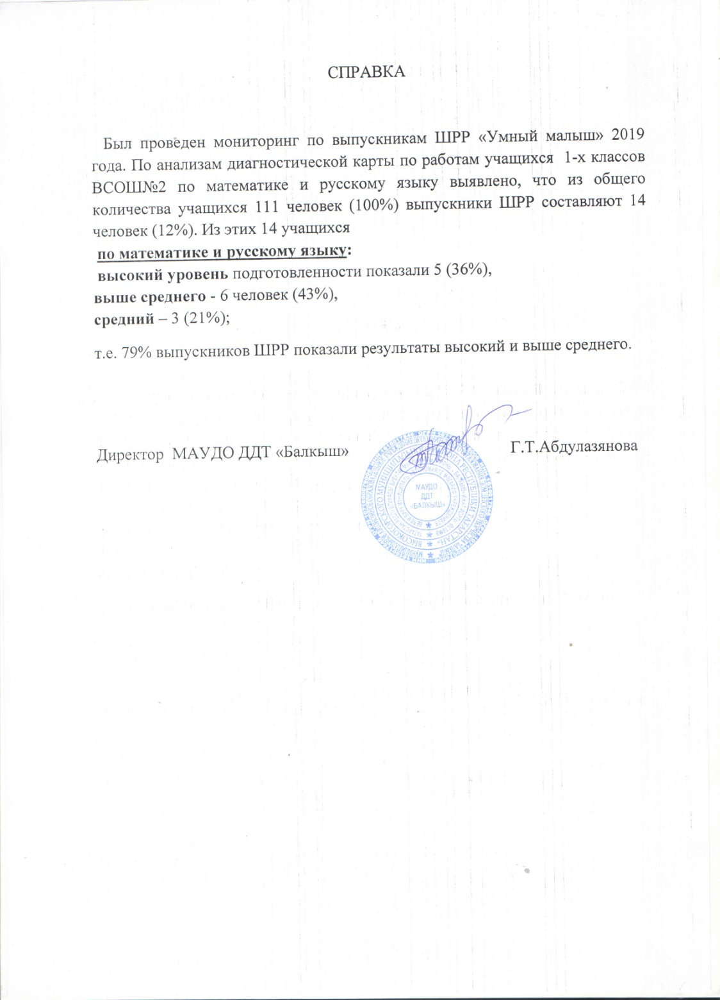 СПРАВКА
Был проведен мониторинг по выпускникам ШРР «Умный малыш» 2019
года. По анализам диагностической карты по работам учащихся 1-х классов
ВСОШ№2 по математике и русскому языку выявлено, что из общего
количества учащихся 111 человек (100%) выпускники ШРР составляют 14
человек (12%). Из этих 14 учащихся
по математике и русскому языку:
высокий уровень подготовленности показали 5 (36%),
выше среднего - 6 человек (43%),
средний – 3 (21%);
т.е. 79% выпускников ШРР показали результаты высокий и выше среднего.
Директор МАУДО ДДТ «Балкыш»
Г.Т.Абдулазянова
МАУДО
ДДТ
«БАЛКЫШ»